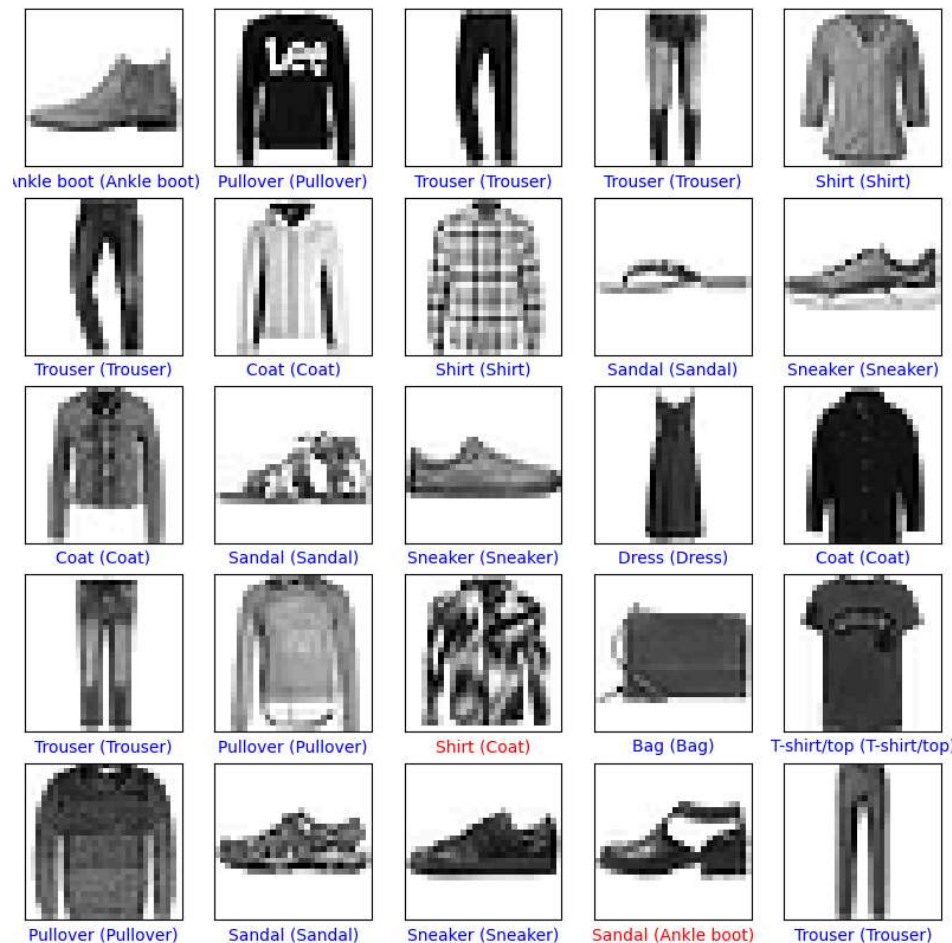 Lee
Ankle boot (Ankle boot) Pullover (Pullover) Trouser (Trouser) Trouser (Trouser) Shirt (Shirt)
Trouser (Trouser) Coat (Coat) Shirt (Shirt) Sandal (Sandal) Sneaker (Sneaker)
Coat (Coat) Sandal (Sandal) Sneaker (Sneaker) Dress (Dress) Coat (Coat)
Trouser (Trouser) Pullover (Pullover) Shirt (Coat) Bag (Bag) T-shirt/top (T-shirt/top)
Pullover (Pullover) Sandal (Sandal) Sneaker (Sneaker) Sandal (Ankle boot) Trouser (Trouser)